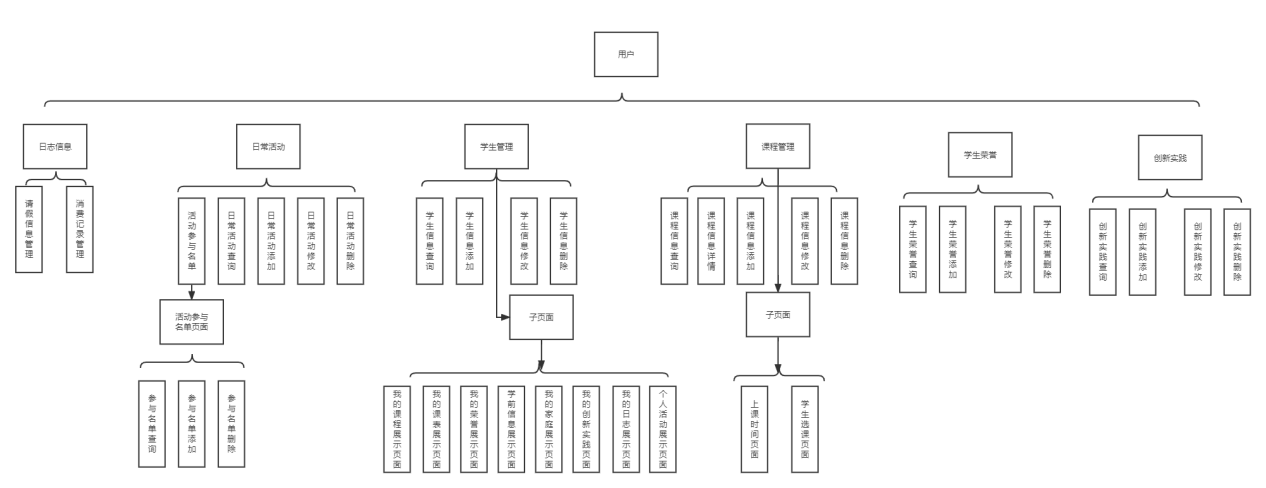 用户
日志信息
日常活动
学生管理
课程管理
学生荣誉
创新实践
请假信息管理
消费记录管理
活动参与名单
日常活动查询
日常活动添加
日常活动修改
日常活动删除
学生信息查询
学生信息添加
学生信息修改
学生信息删除
课程信息查询
课程信息详情
课程信息添加
课程信息修改
课程信息删除
学生荣誉查询
学生荣誉添加
学生荣誉修改
学生荣誉删除
创新实践查询
创新实践添加
创新实践修改
创新实践删除
活动参与
名单页面
子页面
子页面
参与名单查询
参与名单添加
参与名单删除
我的课程展示页面
我的课表展示页面
我的荣誉展示页面
学前信息展示页面
我的家庭展示页面
我的创新实践页面
我的日志展示页面
个人活动展示页面
上课时间页面
学生选课页面